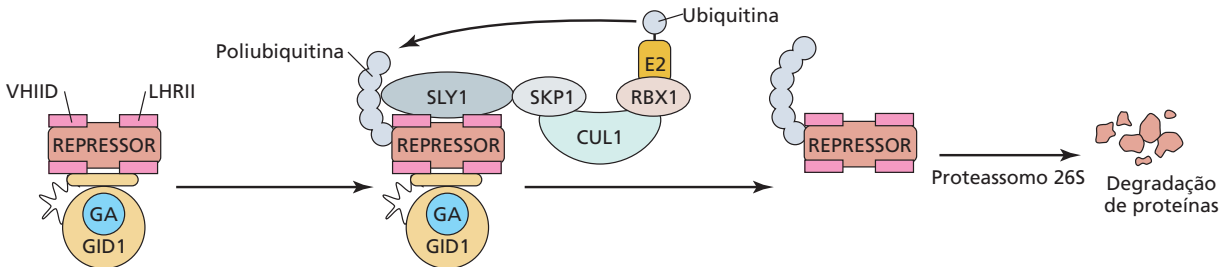 VHIID
LHRII
REPRESSOR
GA
GID1
Poliubiquitina
Ubiquitina
E2
SLY1
SKP1
RBX1
CUL1
REPRESSOR
GA
GID1
REPRESSOR
Proteassomo 26S
Degradação
de proteínas